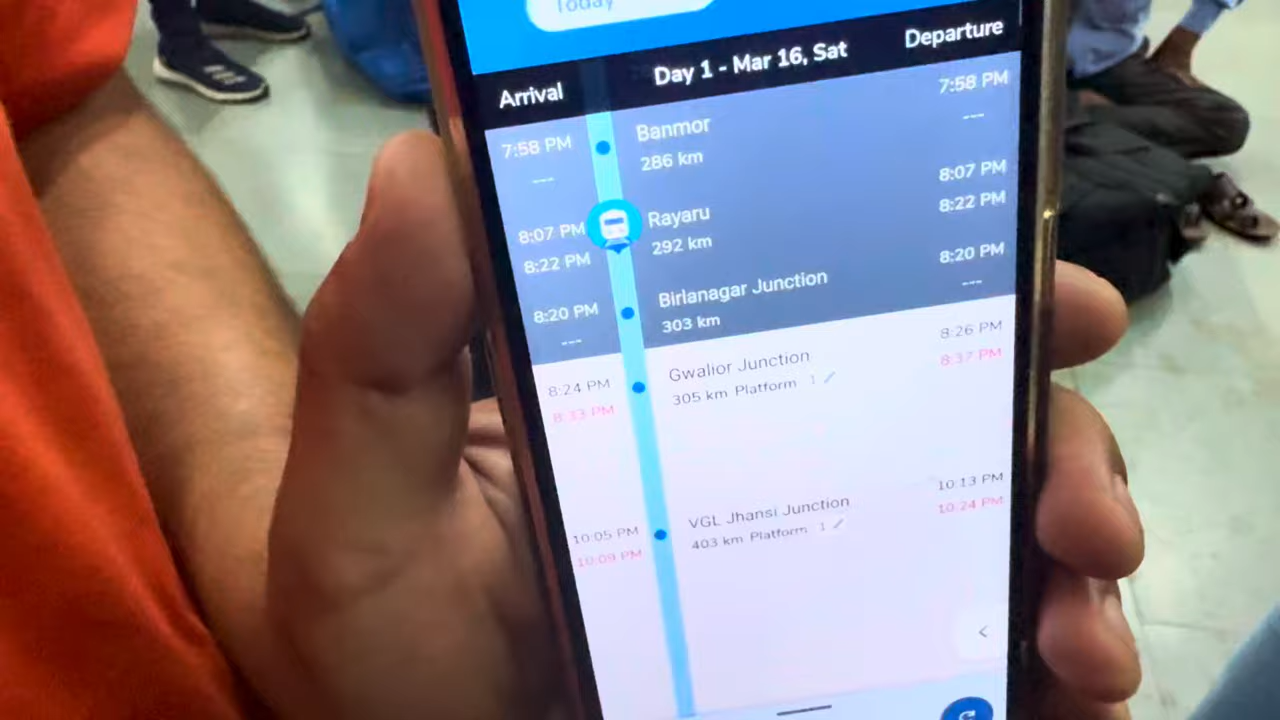 Today
Arrival
Day 1 - Mar 16, Sat
Departure
7:58 PM
---
Banmor
286 km
7:58 PM
---
8:07 PM
8:22 PM
Rayaru
292 km
8:07 PM
8:22 PM
8:20 PM
---
Birlanagar Junction
303 km
8:20 PM
---
8:24 PM
8:33 PM
Gwalior Junction
305 km Platform 1
8:26 PM
8:37 PM
10:05 PM
10:09 PM
VGL Jhansi Junction
403 km Platform 1
10:13 PM
10:24 PM